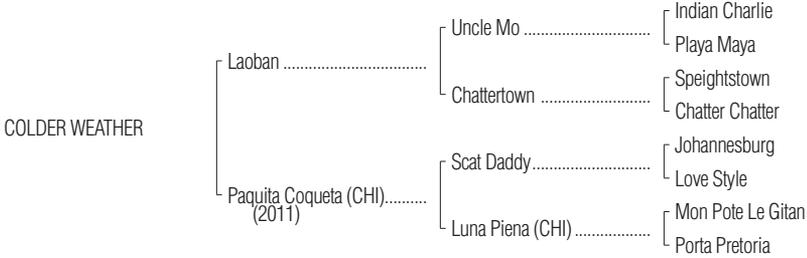 Indian Charlie
Uncle Mo ..............................
Playa Maya
Laoban ..................................
Speightstown
Chattertown ..........................
Chatter Chatter
COLDER WEATHER
Johannesburg
Scat Daddy............................
Love Style
Paquita Coqueta (CHI)..........
(2011)
Mon Pote Le Gitan
Luna Piena (CHI) ..................
Porta Pretoria